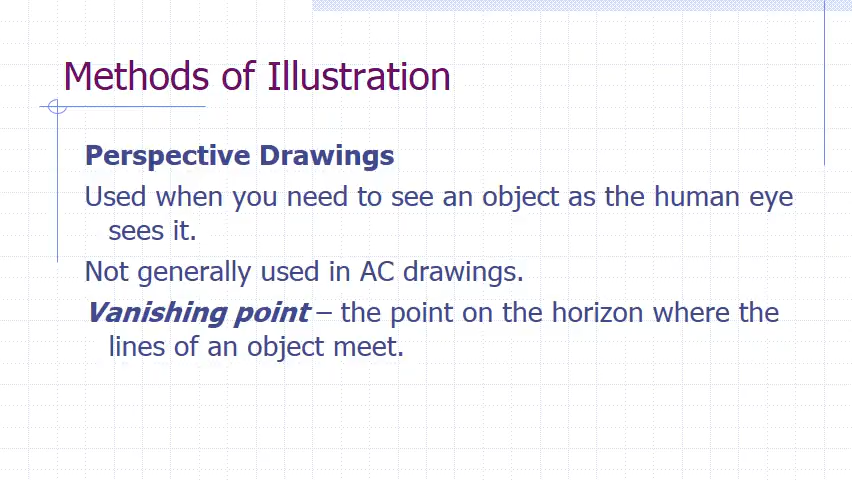 Methods of Illustration
Perspective Drawings
Used when you need to see an object as the human eye
sees it.
Not generally used in AC drawings.
Vanishing point – the point on the horizon where the
lines of an object meet.